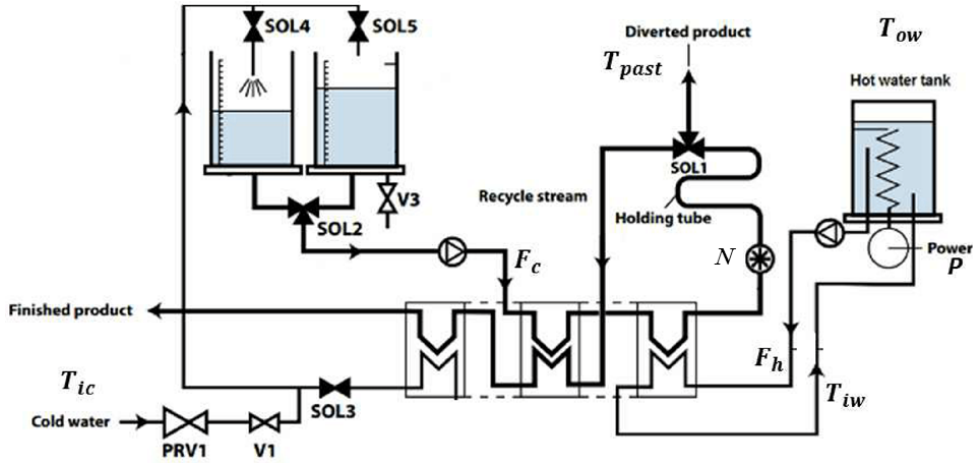 SOL4
SOL5
Diverted product
T_past
T_ow
Hot water tank
V3
SOL2
Recycle stream
SOL1
Holding tube
F_c
N
Power
P
Finished product
T_ic
F_h
T_iw
SOL3
Cold water
PRV1
V1